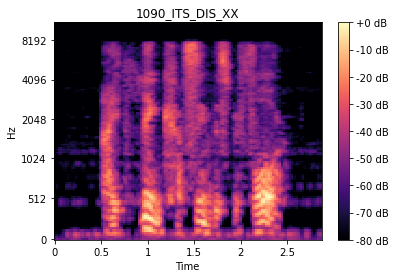 1090_ITS_DIS_XX
+0 dB
8192
-10 dB
4096
-20 dB
-30 dB
2048
Hz
-40 dB
1024
-50 dB
512
-60 dB
-70 dB
0
-80 dB
0 0.5 1 1.5 2 2.5
Time